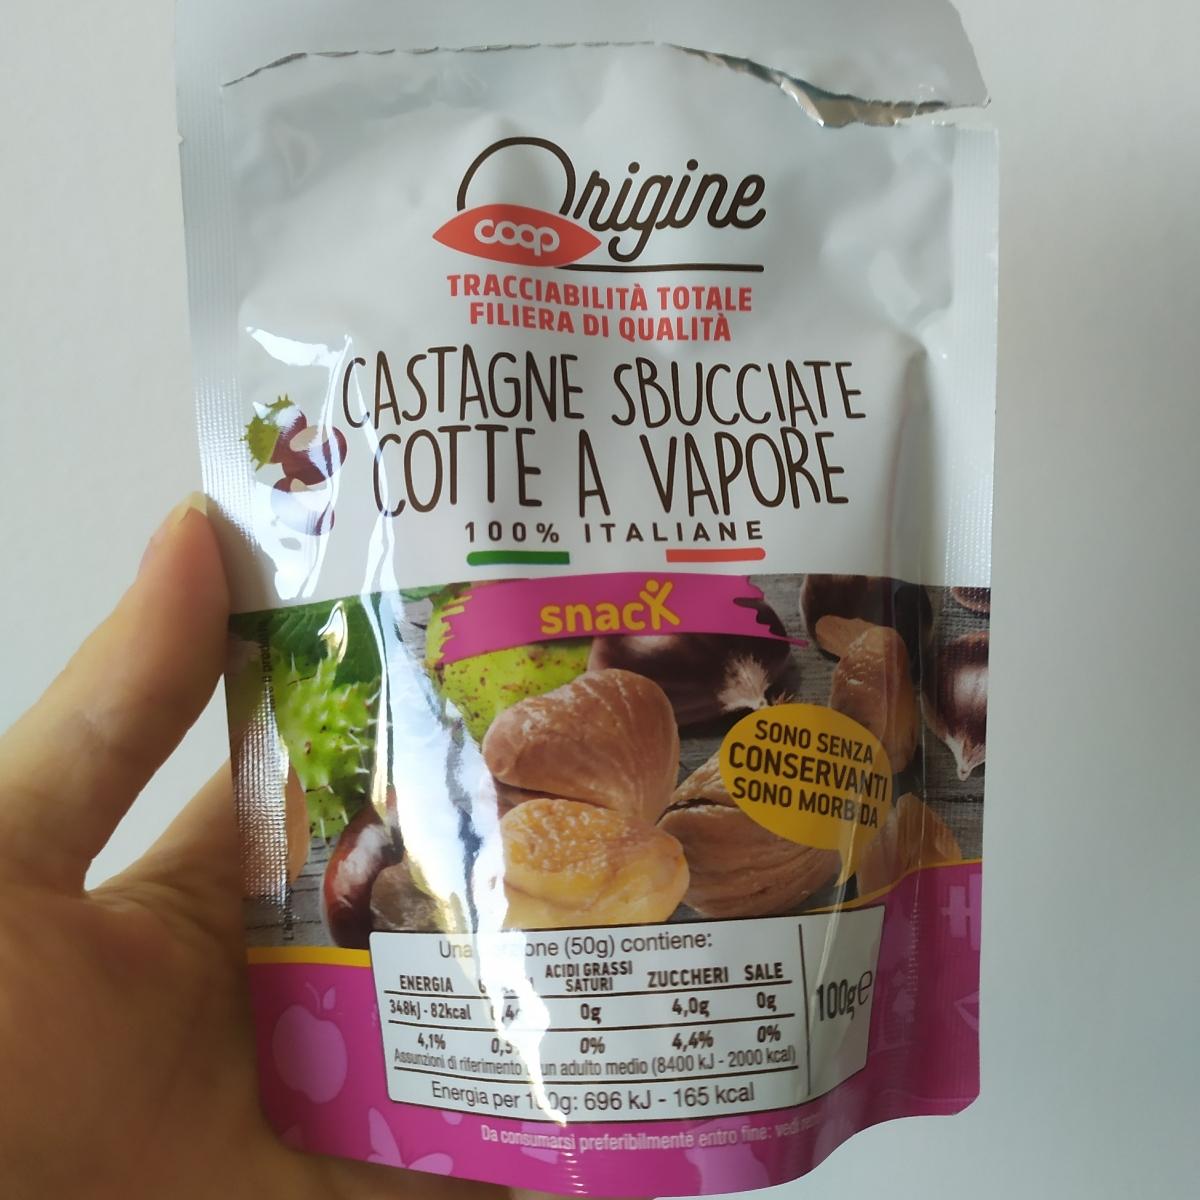 Origine
coop
TRACCIABILITÀ TOTALE
FILIERA DI QUALITÀ
CASTAGNE SBUCCIATE
COTTE A VAPORE
100% ITALIANE
snack
SONO SENZA
CONSERVANTI
SONO MORBIDA
Una (50g) contiene:
ENERGIA ACIDI GRASSI SATURI ZUCCHERI SALE
348kJ - 82kcal 0g 4,0g 0g
4,1% 0% 4,4% 0%
Assunzioni di riferimento un adulto medio (8400 kJ - 2000 kcal)
Energia per 100g: 696 kJ - 165 kcal
100g e
Da consumarsi preferibilmente entro fine: vedi